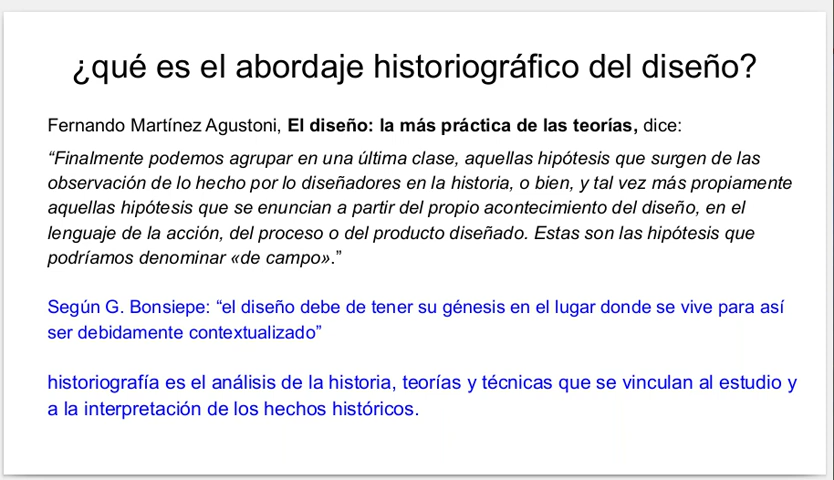 ¿qué es el abordaje historiográfico del diseño?
Fernando Martínez Agustoni, El diseño: la más práctica de las teorías, dice:
“Finalmente podemos agrupar en una última clase, aquellas hipótesis que surgen de las
observación de lo hecho por lo diseñadores en la historia, o bien, y tal vez más propiamente
aquellas hipótesis que se enuncian a partir del propio acontecimiento del diseño, en el
lenguaje de la acción, del proceso o del producto diseñado. Estas son las hipótesis que
podríamos denominar «de campo».”
Según G. Bonsiepe: “el diseño debe de tener su génesis en el lugar donde se vive para así
ser debidamente contextualizado”
historiografía es el análisis de la historia, teorías y técnicas que se vinculan al estudio y
a la interpretación de los hechos históricos.